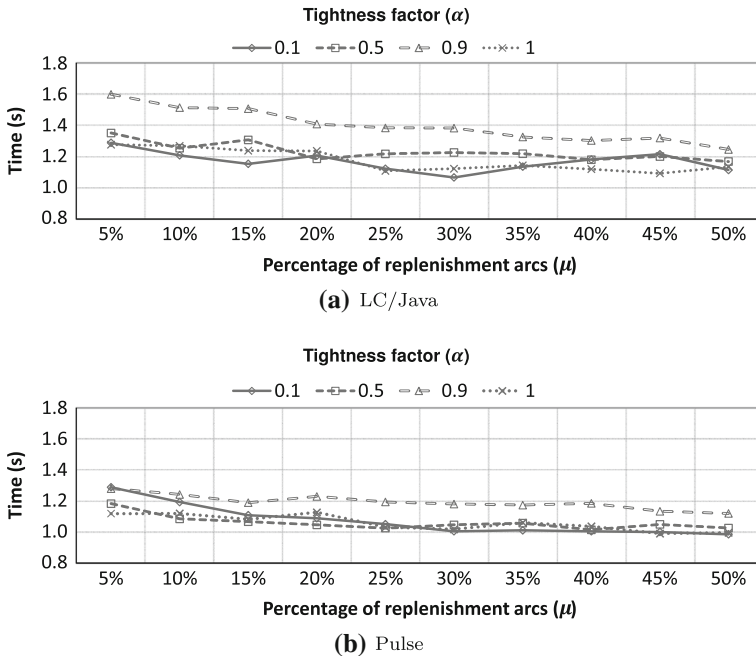 Tightness factor (α)
0.1 0.5 0.9 1
1.8
1.6
1.4
1.2
1.0
0.8
Time (s)
5% 10% 15% 20% 25% 30% 35% 40% 45% 50%
Percentage of replenishment arcs (μ)
(a) LC/Java
Tightness factor (α)
0.1 0.5 0.9 1
1.8
1.6
1.4
1.2
1.0
0.8
Time (s)
5% 10% 15% 20% 25% 30% 35% 40% 45% 50%
Percentage of replenishment arcs (μ)
(b) Pulse